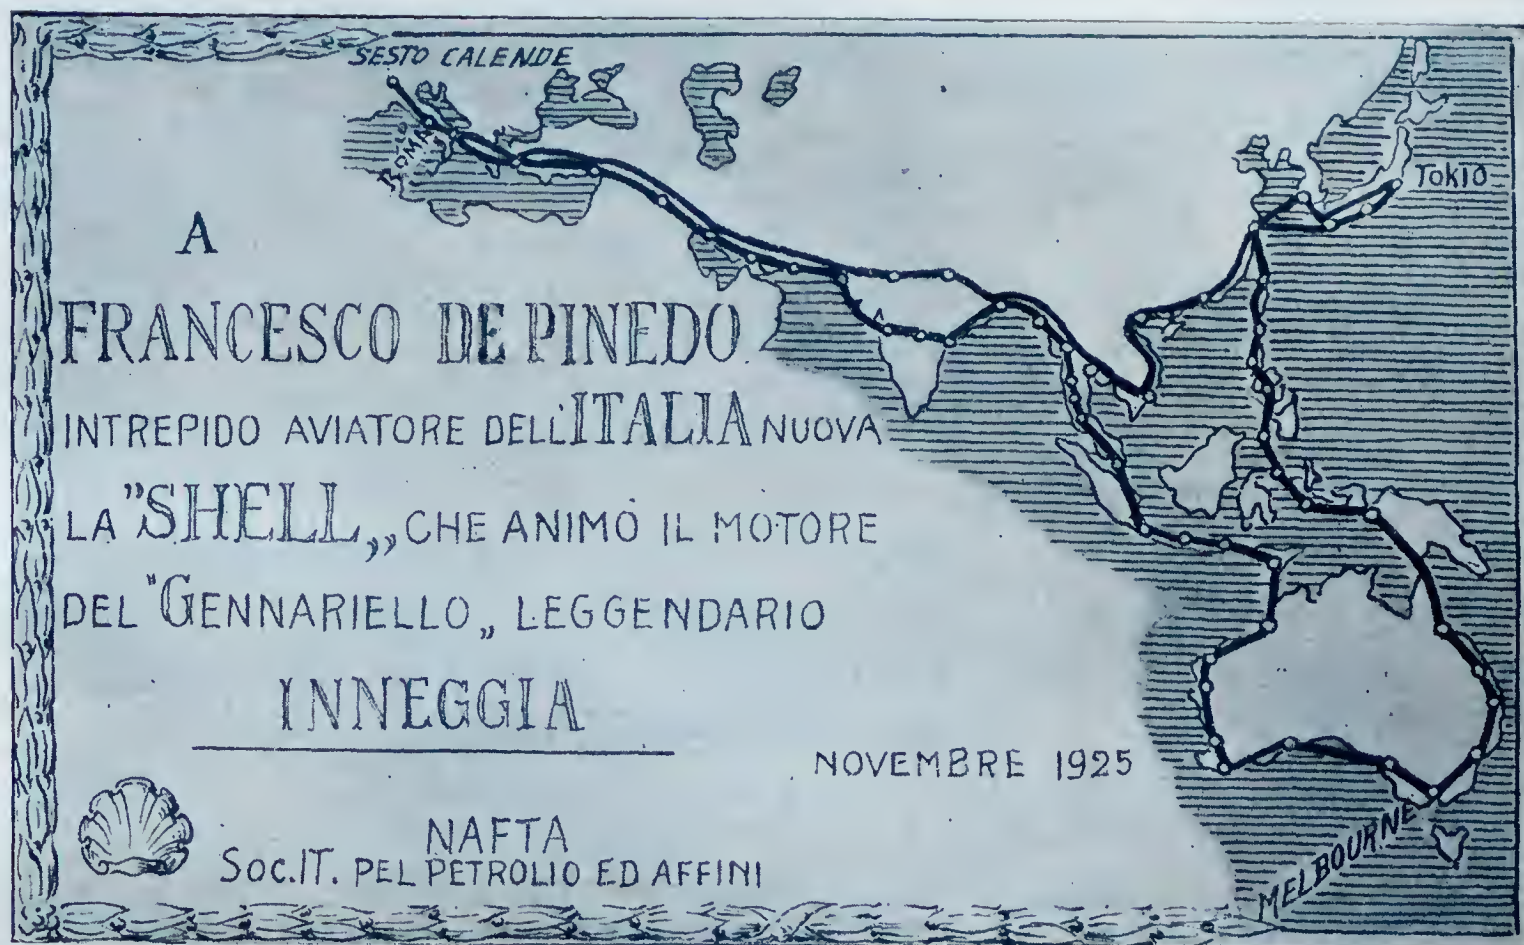 SESTO CALENDE
ROMA
TOKIO
A
FRANCESCO DE PINEDO
INTREPIDO AVIATORE DELL'ITALIA NUOVA
LA "SHELL„ CHE ANIMÒ IL MOTORE
DEL "GENNARIELLO„ LEGGENDARIO
INNEGGIA
NOVEMBRE 1925
NAFTA
SOC. IT. PEL PETROLIO ED AFFINI
MELBOURNE